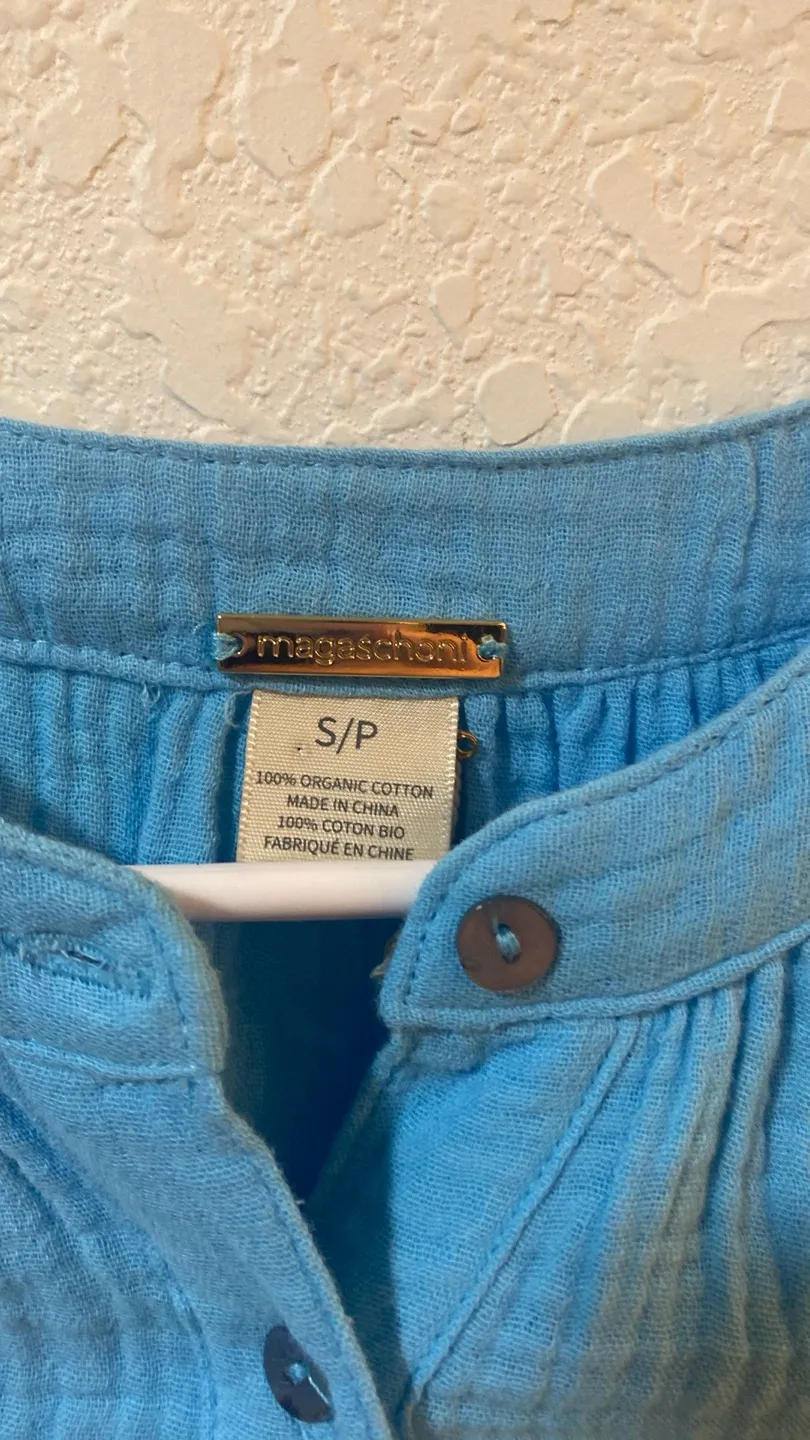 magaschoni
S/P
100% ORGANIC COTTON
MADE IN CHINA
100% COTON BIO
FABRIQUÉ EN CHINE